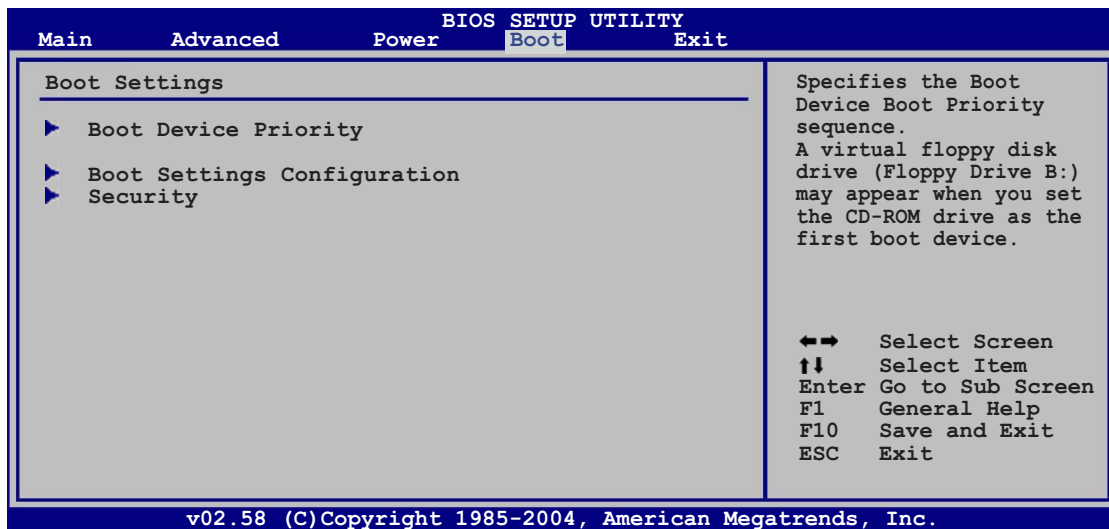 BIOS SETUP UTILITY
Main Advanced Power Boot Exit
Boot Settings
Boot Device Priority
Boot Settings Configuration
Security
Specifies the Boot
Device Boot Priority
sequence.
A virtual floppy disk
drive (Floppy Drive B:)
may appear when you set
the CD-ROM drive as the
first boot device.
←→ Select Screen
↑↓ Select Item
Enter Go to Sub Screen
F1 General Help
F10 Save and Exit
ESC Exit
v02.58 (C)Copyright 1985-2004, American Megatrends, Inc.